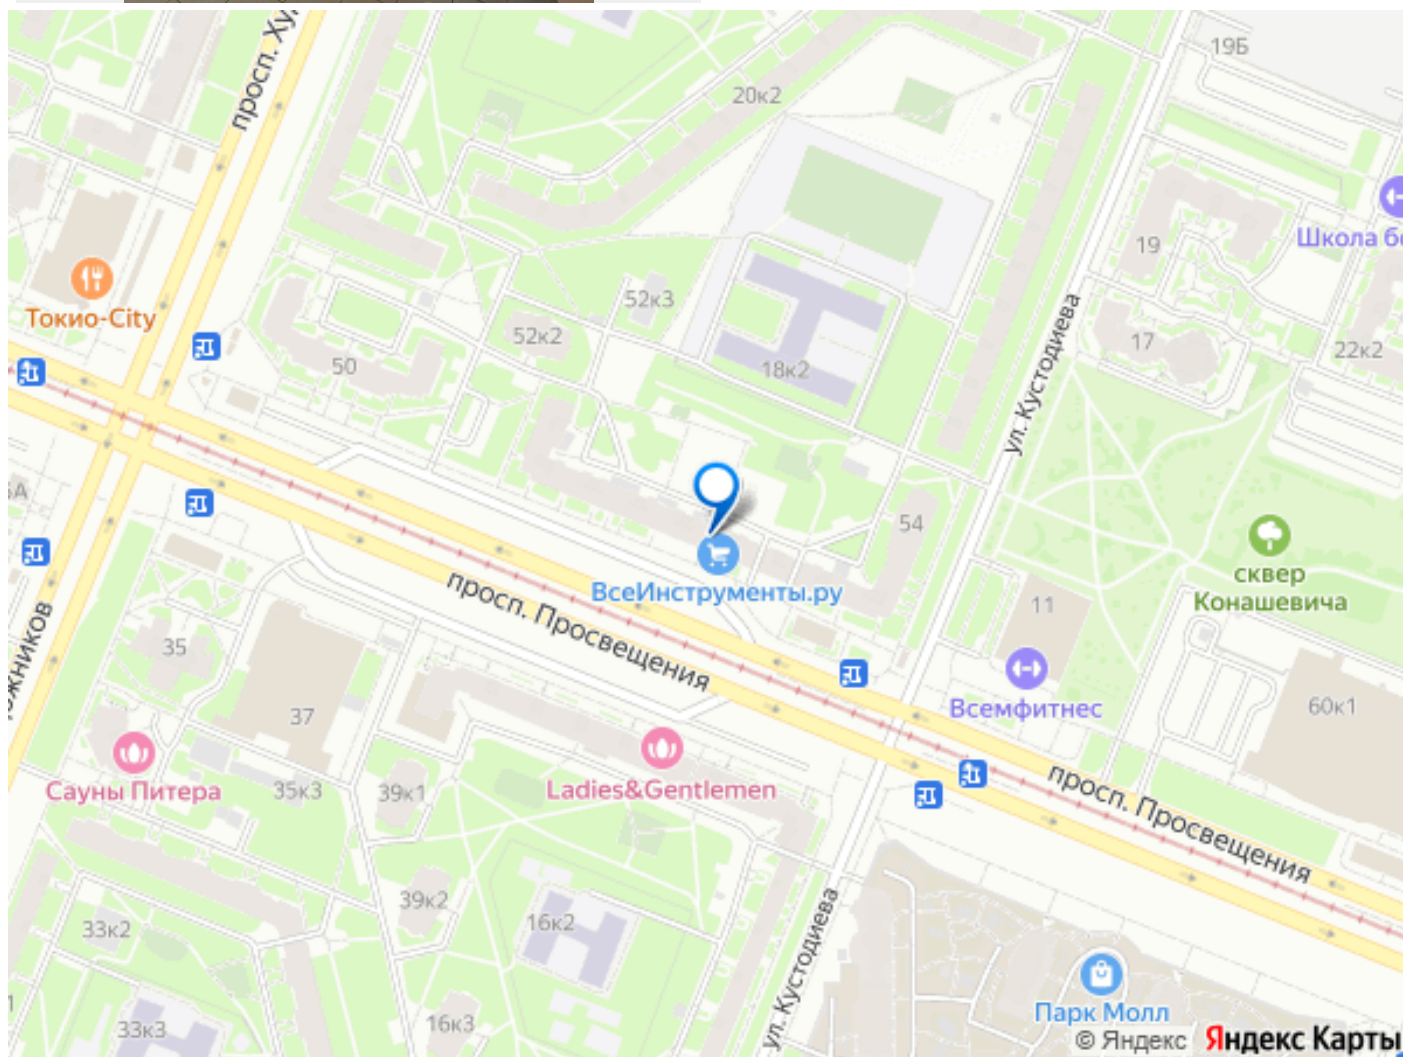 просп. Ху
19Б
20к2
Школа б
19
Токио-City
52к3
52к2
50
18к2
17
22к2
ул. Кустодиева
54
ВсеИнструменты.ру
сквер
Конашевича
11
просп. Просвещения
35
жников
37
Всемфитнес
60к1
Ladies&Gentlemen
Сауны Питера
35к3
39к1
просп. Просвещения
39к2
16к2
33к2
ул. Кустодиева
Парк Молл
16к3
33к3
© Яндекс Яндекс Карты